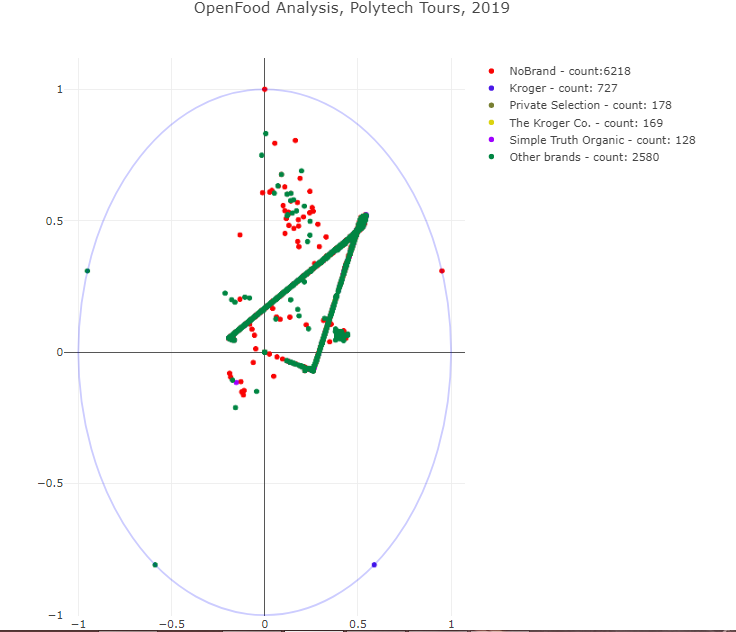 OpenFood Analysis, Polytech Tours, 2019
NoBrand - count:6218
Kroger - count: 727
Private Selection - count: 178
The Kroger Co. - count: 169
Simple Truth Organic - count: 128
Other brands - count: 2580
1
0.5
0
−0.5
−1
−1 −0.5 0 0.5 1